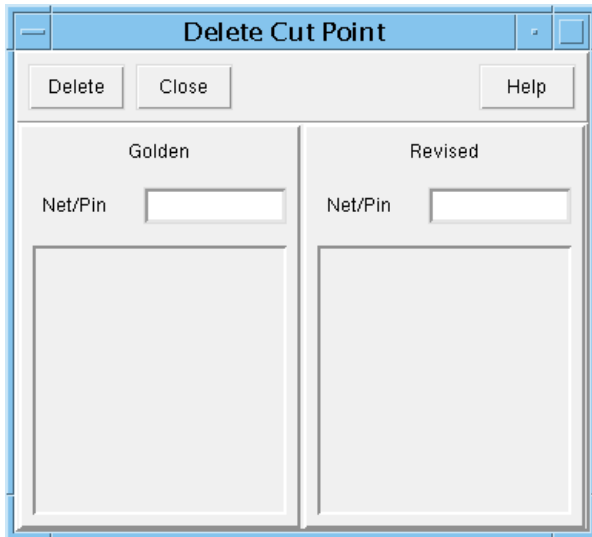 Delete Cut Point
Delete Close Help
Golden Revised
Net/Pin Net/Pin